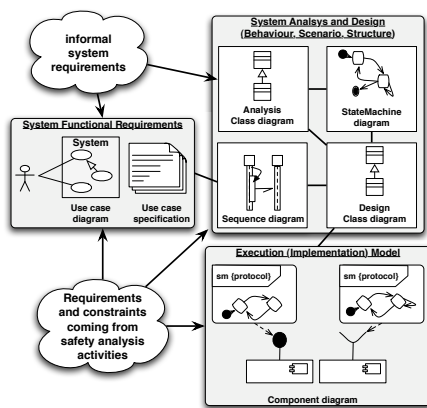 informal
system
requirements
System Analsys and Design
(Behaviour, Scenario, Structure)
Analysis
Class diagram
StateMachine
diagram
Sequence diagram
Design
Class diagram
System Functional Requirements
System
Use case
diagram
Use case
specification
Requirements
and constraints
coming from
safety analysis
activities
Execution (Implementation) Model
sm {protocol}
sm {protocol}
Component diagram